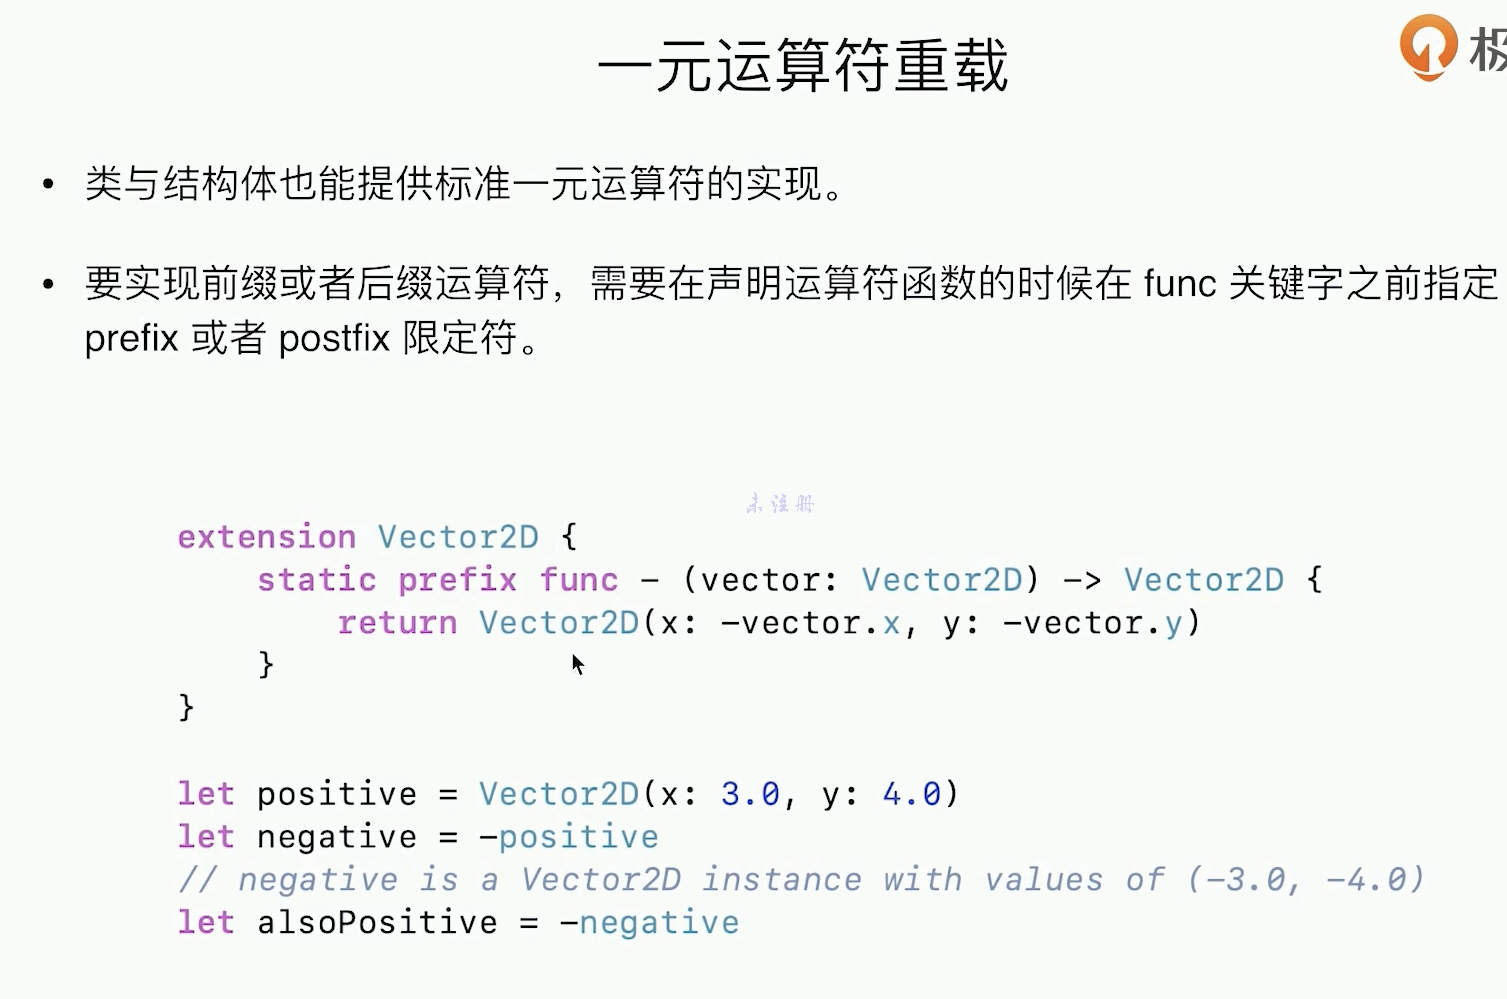 极
一元运算符重载
• 类与结构体也能提供标准一元运算符的实现。
• 要实现前缀或者后缀运算符，需要在声明运算符函数的时候在 func 关键字之前指定
prefix 或者 postfix 限定符。
未注册
extension Vector2D {
    static prefix func - (vector: Vector2D) -> Vector2D {
        return Vector2D(x: -vector.x, y: -vector.y)
    }
}
let positive = Vector2D(x: 3.0, y: 4.0)
let negative = -positive
// negative is a Vector2D instance with values of (-3.0, -4.0)
let alsoPositive = -negative